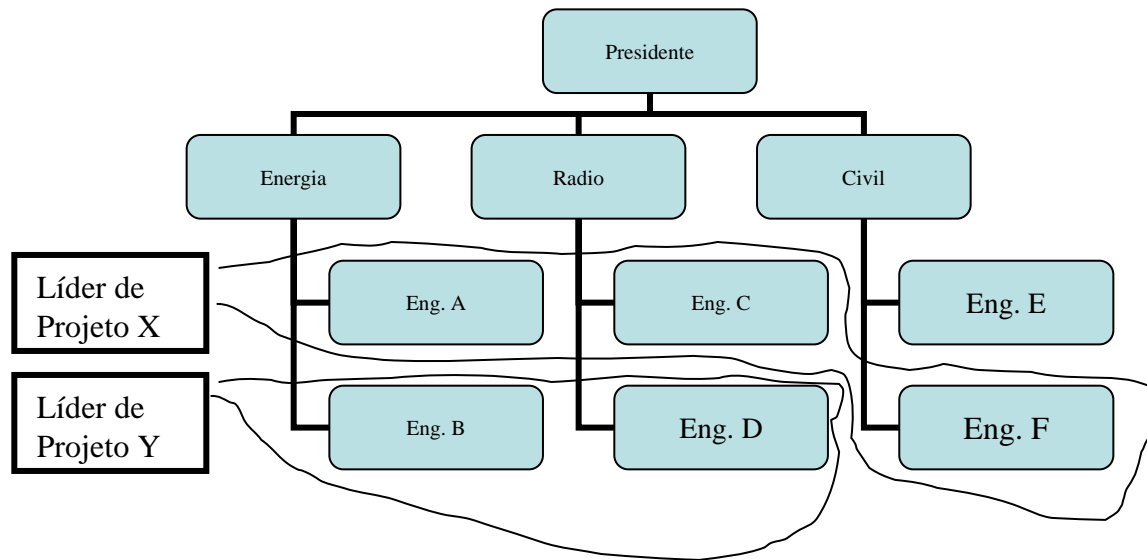 Presidente
Energia
Radio
Civil
Líder de
Projeto X
Eng. A
Eng. C
Eng. E
Líder de
Projeto Y
Eng. B
Eng. D
Eng. F